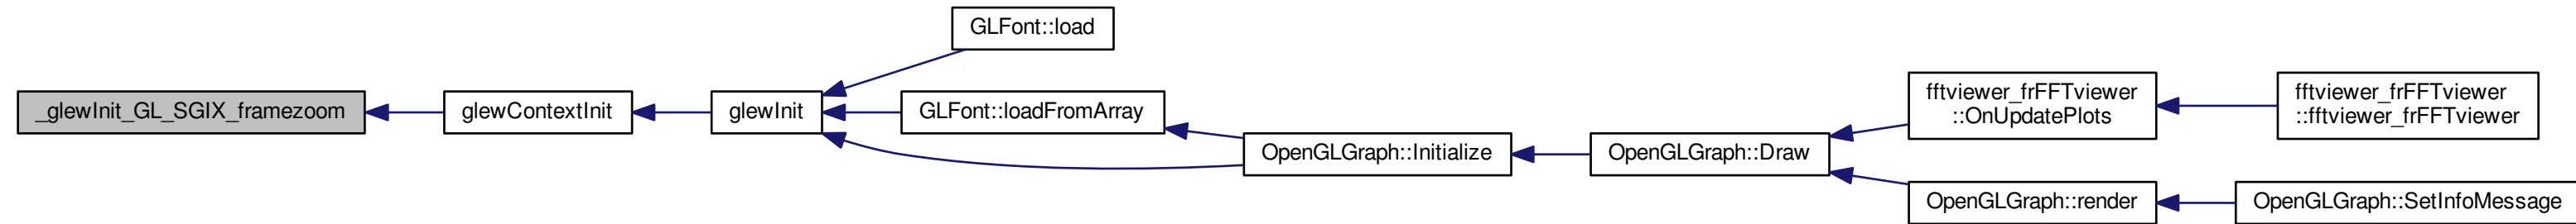 _glewInit_GL_SGIX_framezoom
glewContextInit
glewInit
GLFont::load
GLFont::loadFromArray
OpenGLGraph::Initialize
OpenGLGraph::Draw
fftviewer_frFFTviewer
::OnUpdatePlots
fftviewer_frFFTviewer
::fftviewer_frFFTviewer
OpenGLGraph::render
OpenGLGraph::SetInfoMessage